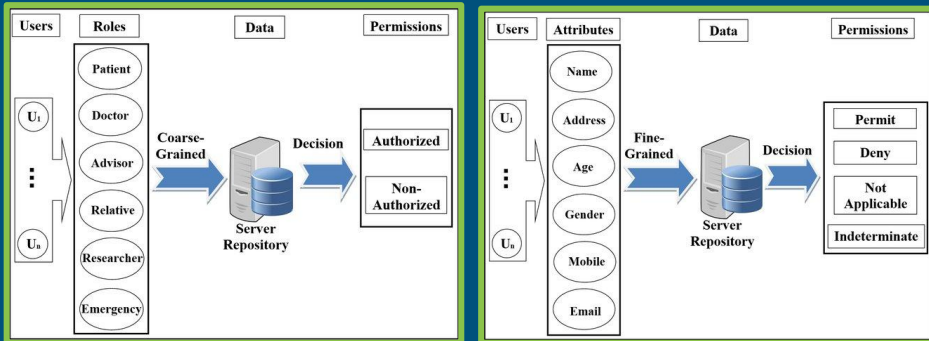 Users
Roles
Data
Permissions
Patient
Doctor
Advisor
Relative
Researcher
Emergency
U1
...
Un
Coarse-
Grained
Server
Repository
Decision
Authorized
Non-
Authorized
Users
Attributes
Data
Permissions
Name
Address
Age
Gender
Mobile
Email
U1
...
Un
Fine-
Grained
Server
Repository
Decision
Permit
Deny
Not
Applicable
Indeterminate